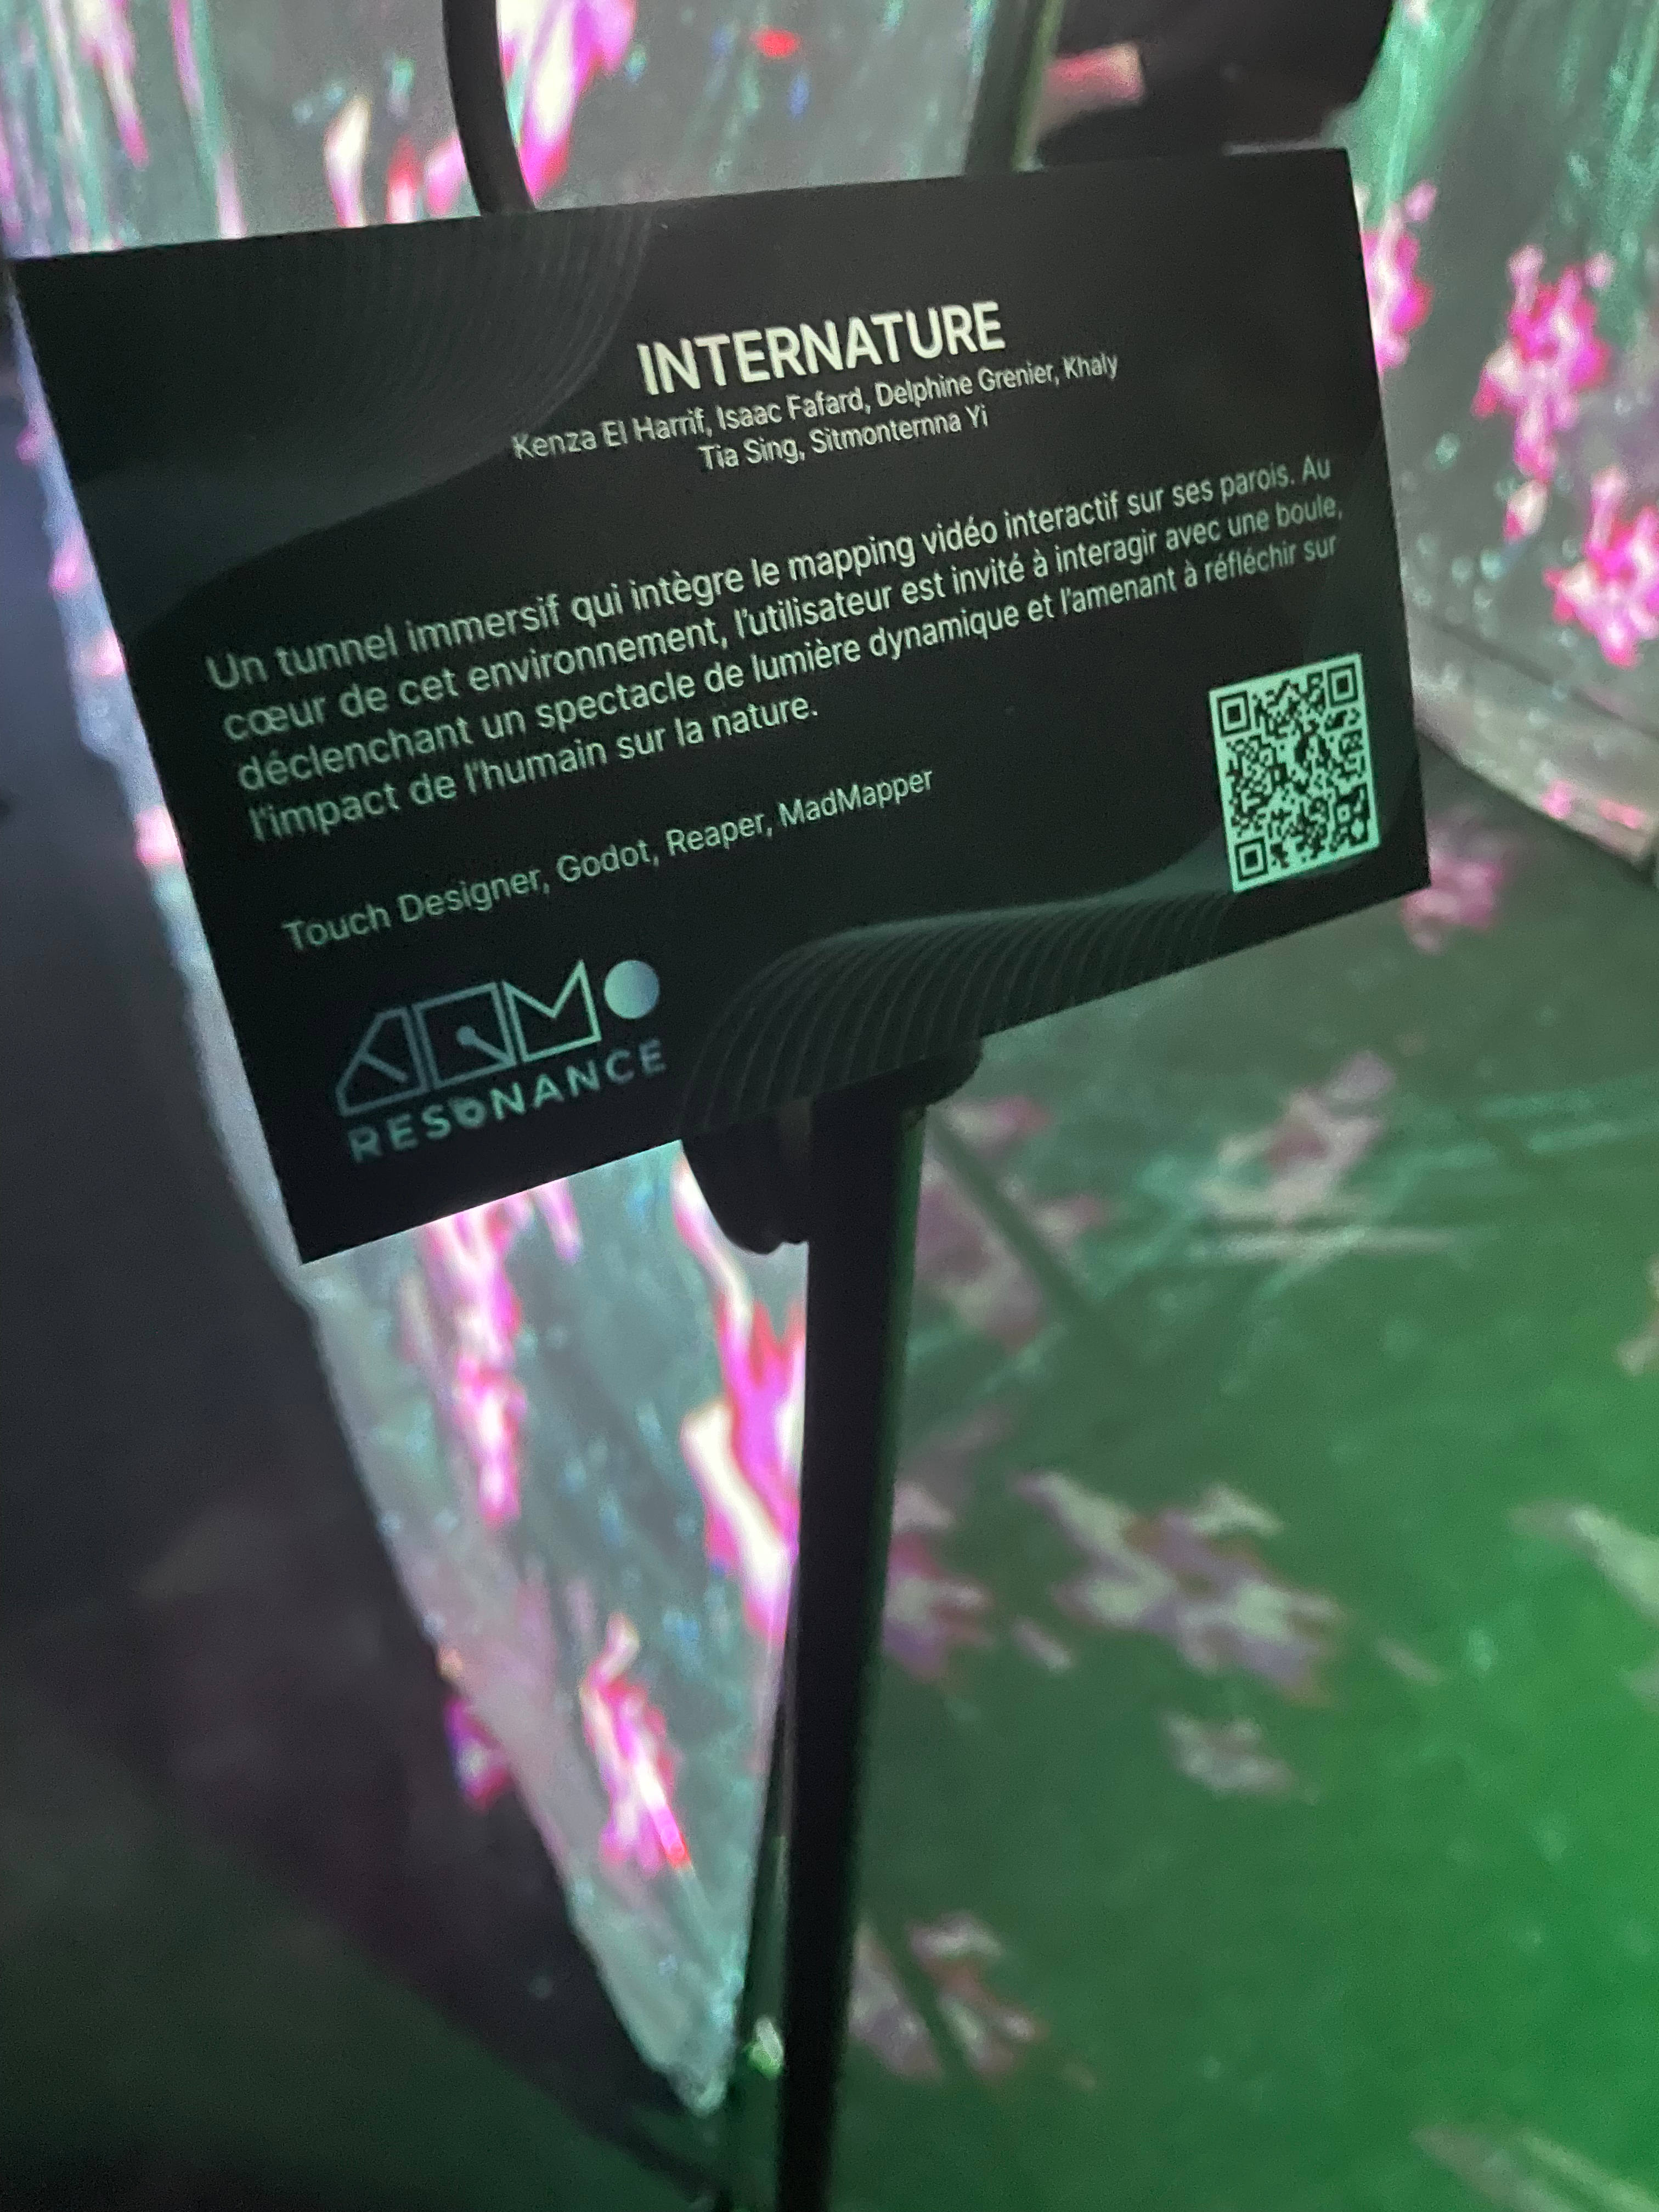 INTERNATURE
Kenza El Harrif, Isaac Fafard, Delphine Grenier, Khaly
Tia Sing, Sitmonternna Yi
Un tunnel immersif qui intègre le mapping vidéo interactif sur ses parois. Au
cœur de cet environnement, l'utilisateur est invité à interagir avec une boule,
déclenchant un spectacle de lumière dynamique et l'amenant à réfléchir sur
l'impact de l'humain sur la nature.
Touch Designer, Godot, Reaper, MadMapper
RESONANCE